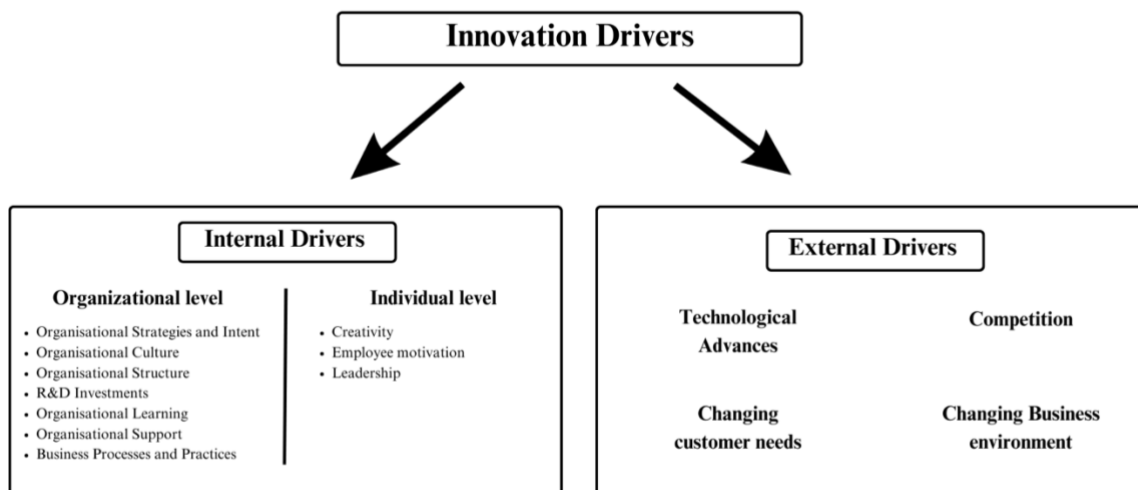 Innovation Drivers
Internal Drivers
Organizational level
• Organisational Strategies and Intent
• Organisational Culture
• Organisational Structure
• R&D Investments
• Organisational Learning
• Organisational Support
• Business Processes and Practices
Individual level
• Creativity
• Employee motivation
• Leadership
External Drivers
Technological
Advances
Competition
Changing
customer needs
Changing Business
environment